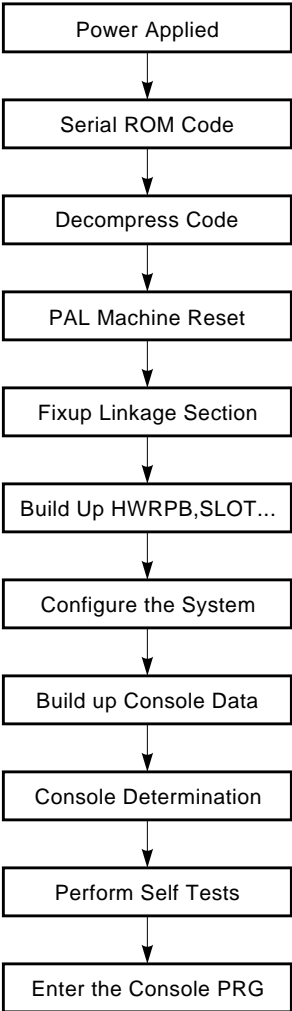 Power Applied
Serial ROM Code
Decompress Code
PAL Machine Reset
Fixup Linkage Section
Build Up HWRPB,SLOT...
Configure the System
Build up Console Data
Console Determination
Perform Self Tests
Enter the Console PRG